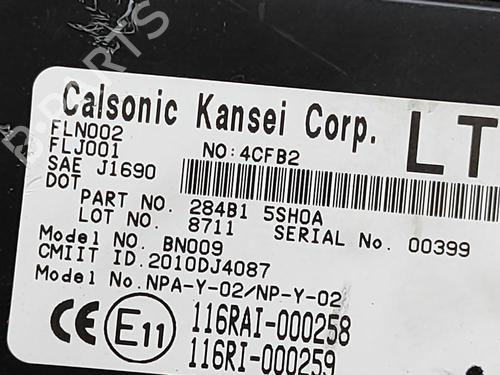 B-PARTS
Calsonic Kansei Corp.
LT
FLN002
FLJ001
NO:4CFB2
SAE J1690
DOT
PART NO. 284B1 5SH0A
LOT NO. 8711 SERIAL No. 00399
Model NO. BN009
CMIIT ID.2010DJ4087
Model No.NPA-Y-02/NP-Y-02
CE E11 116RAI-000258
116RI-000259